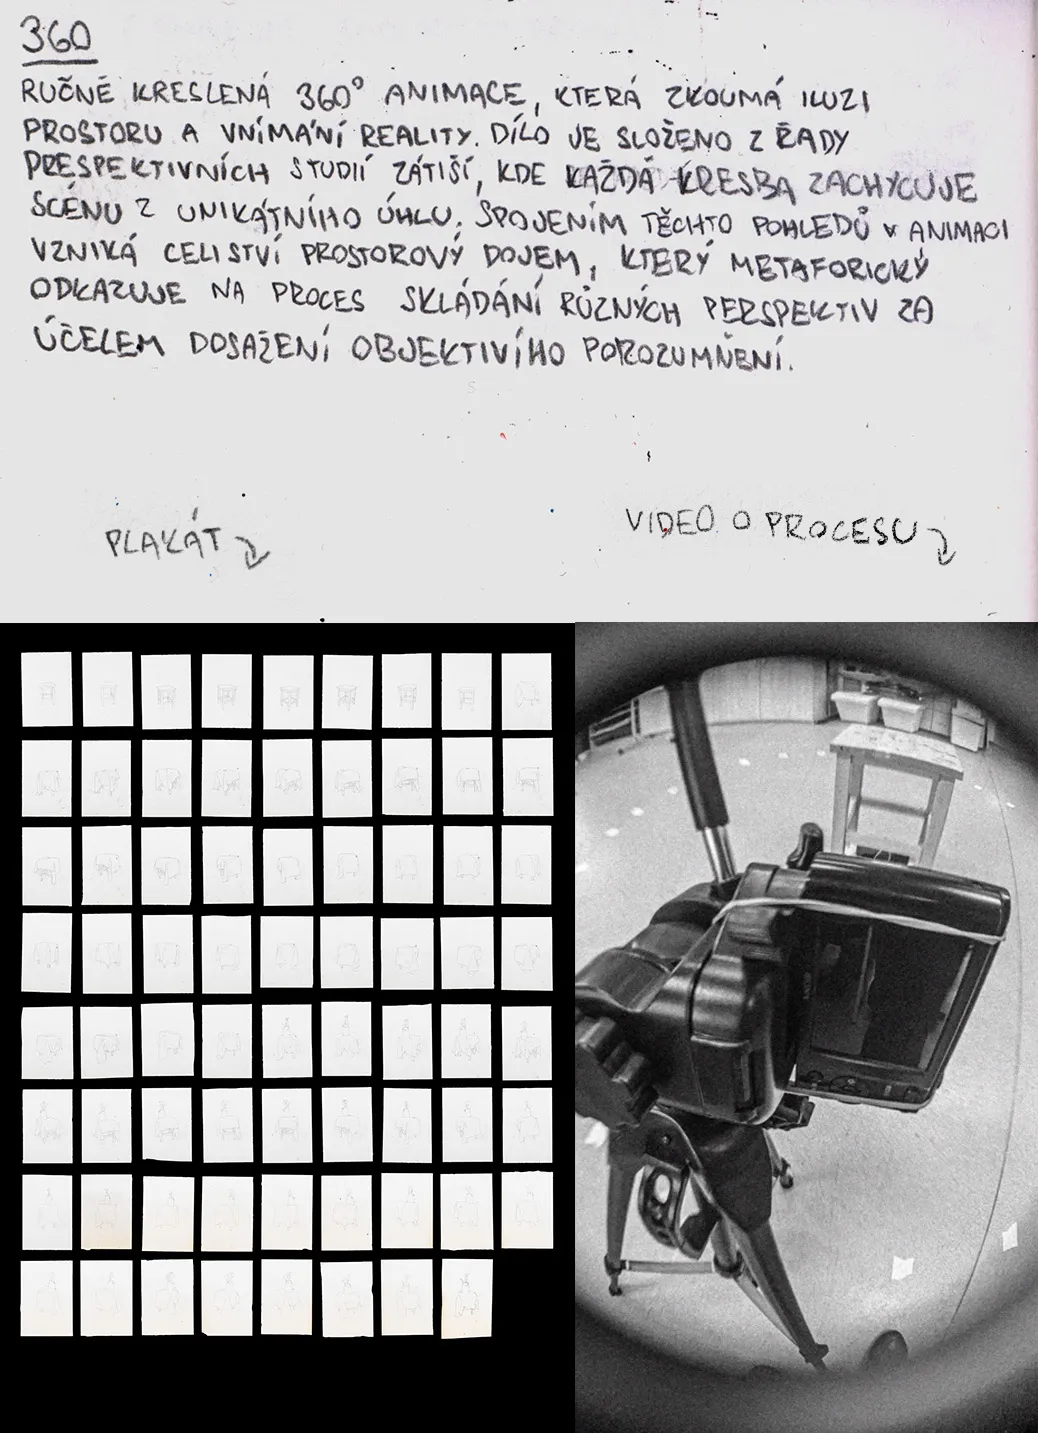 360
RUČNĚ KRESLENÁ 360° ANIMACE, KTERÁ ZKOUMÁ ILUZI
PROSTORU A VNÍMÁNÍ REALITY. DÍLO JE SLOŽENO Z ŘADY
PRESPEKTIVNÍCH STUDIÍ ZÁTIŠÍ, KDE KAŽDÁ KRESBA ZACHYCUJE
SCÉNU Z UNIKÁTNÍHO ÚHLU. SPOJENÍM TĚCHTO POHLEDŮ V ANIMACI
VZNIKÁ CELISTVÍ PROSTOROVÝ DOJEM, KTERÝ METAFORICKÝ
ODKAZUJE NA PROCES SKLÁDÁNÍ RŮZNÝCH PERSPEKTIV ZA
ÚČELEM DOSAŽENÍ OBJEKTIVÍHO POROZUMNĚNÍ.
PLAKÁT
VIDEO O PROCESU